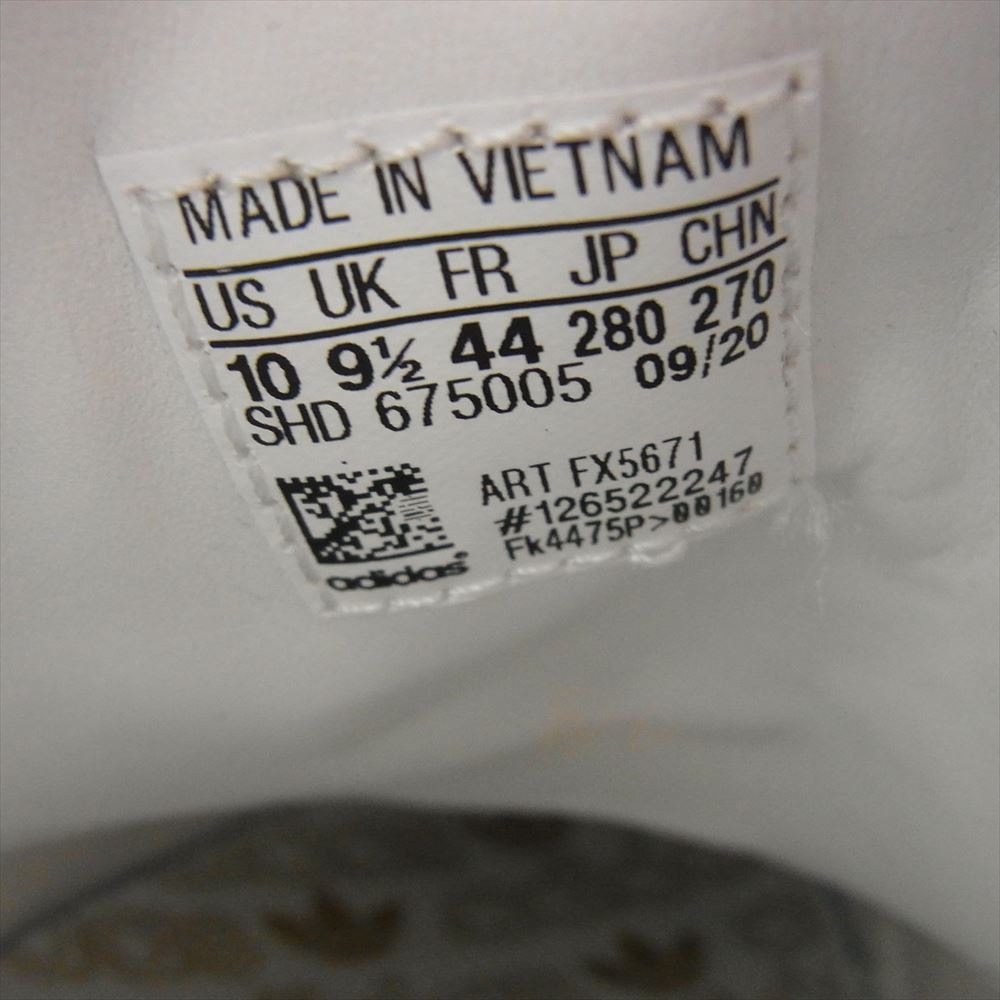 MADE IN VIETNAM
US UK FR JP CHN
10 9½ 44 280 270
SHD 675005 09/20
ART FX5671
#126522247
Fk4475P>00160
adidas®